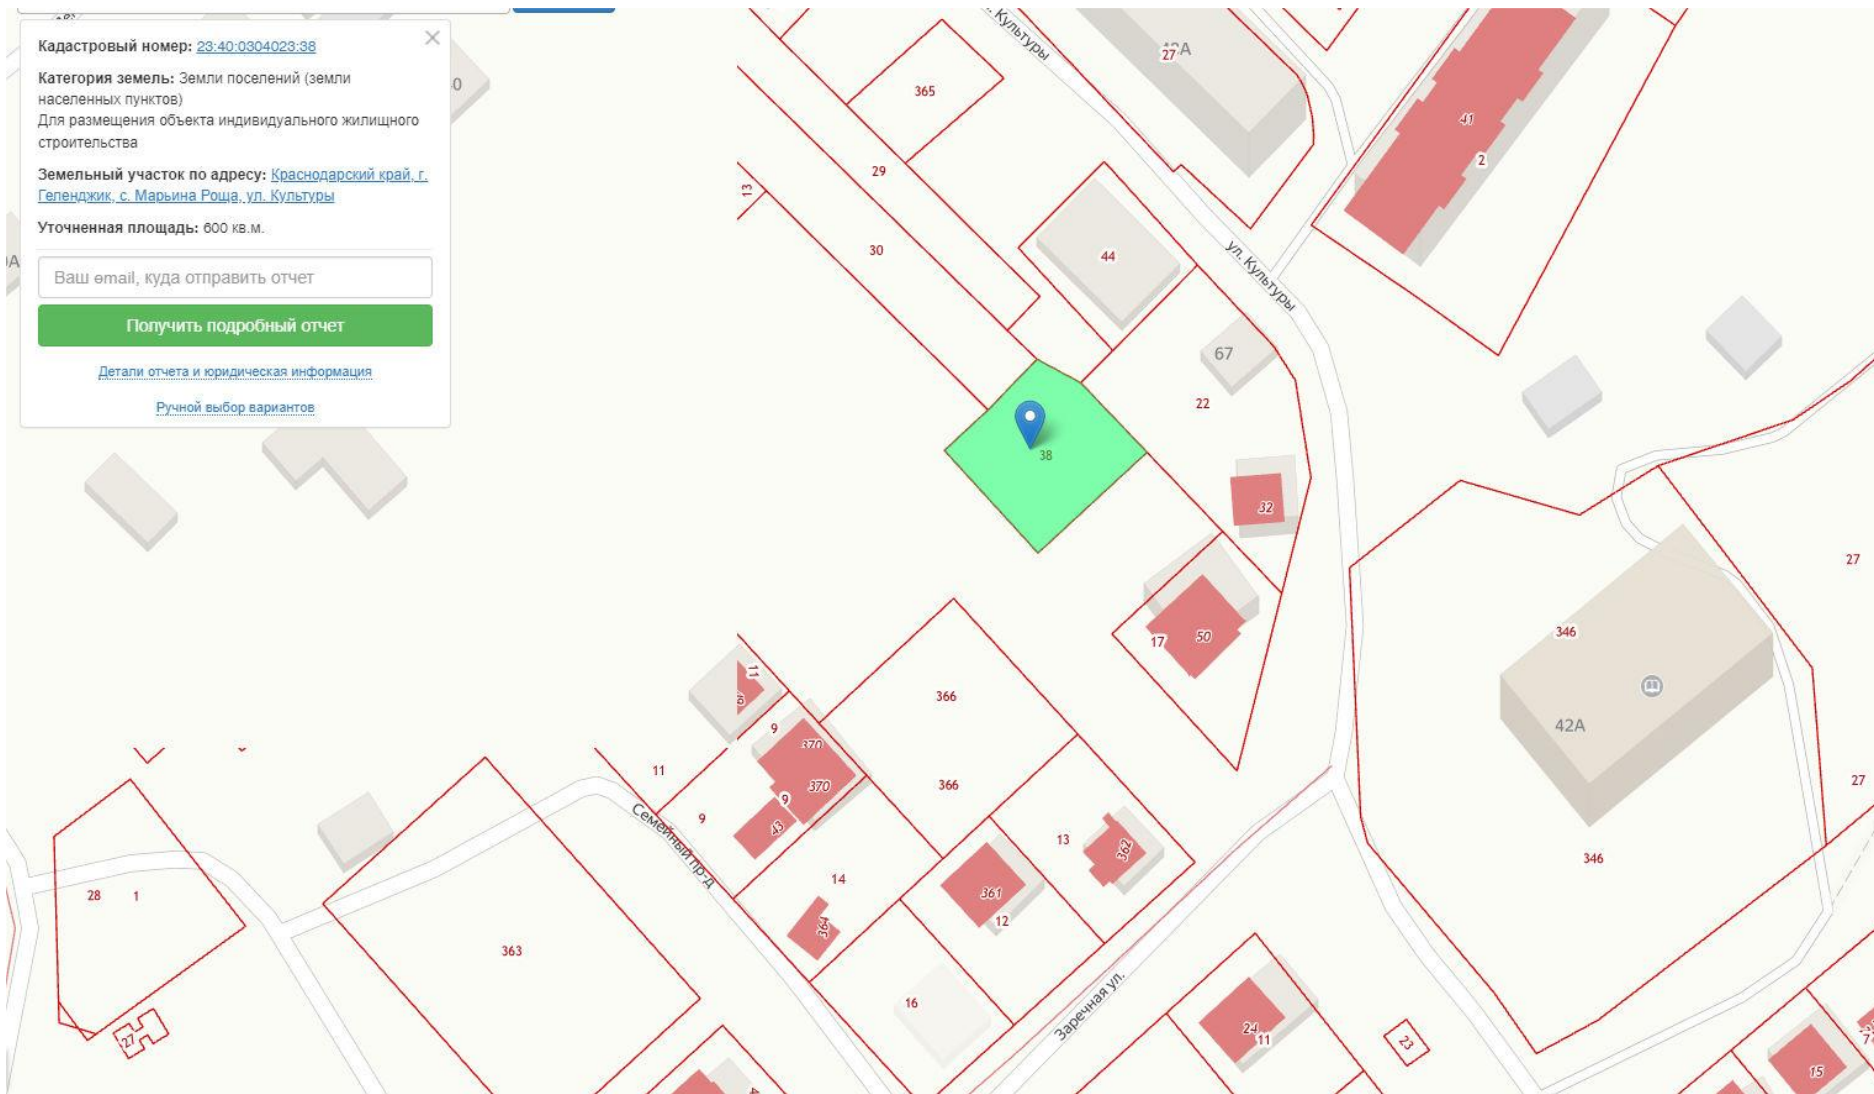 Кадастровый номер: 23:40:0304023:38
Категория земель: Земли поселений (земли
населенных пунктов)
Для размещения объекта индивидуального жилищного
строительства
Земельный участок по адресу: Краснодарский край, г.
Геленджик, с. Марьина Роща, ул. Культуры
Уточненная площадь: 600 кв.м.
Ваш email, куда отправить отчет
Получить подробный отчет
Детали отчета и юридическая информация
Ручной выбор вариантов
ул. Культуры
27
365
41
2
29
13
30
44
ул. Культуры
67
22
38
32
27
17
50
346
366
11
9
370
42А
11
370
366
27
9
9
43
Семейный пр-д
13
362
346
14
28
1
361
12
364
363
16
Заречная ул.
24
11
23
27
15
7